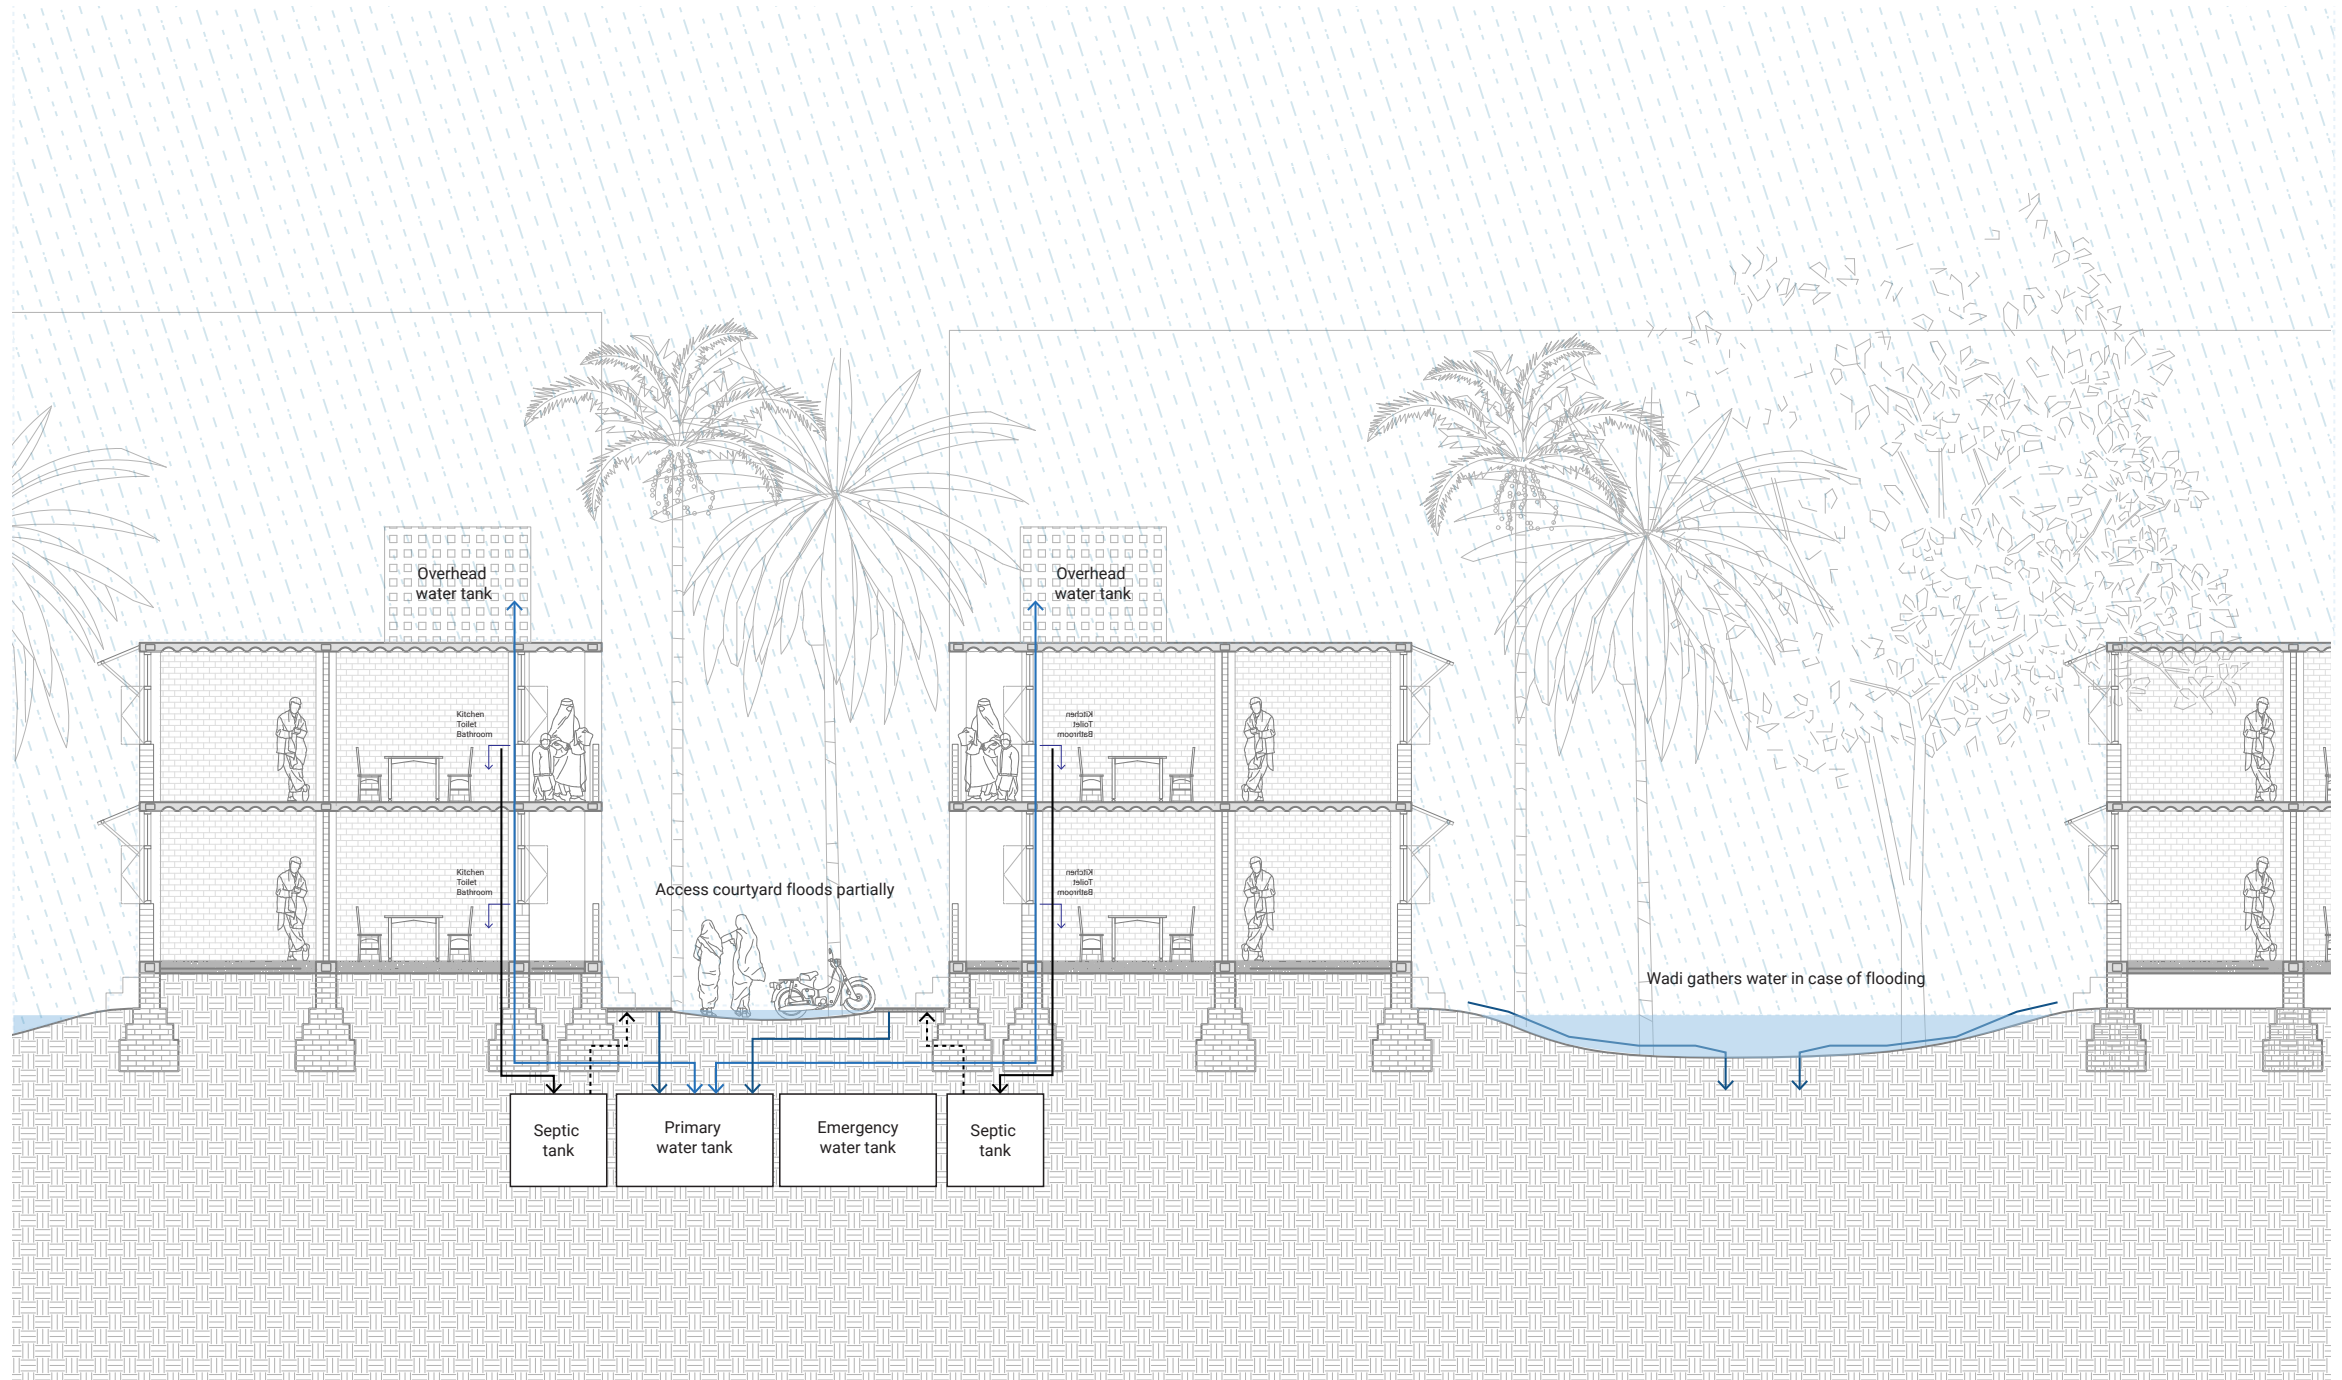 Overhead
water tank
Overhead
water tank
Kitchen
Toilet
Bathroom
Kitchen
Toilet
Bathroom
Kitchen
Toilet
Bathroom
Kitchen
Toilet
Bathroom
Access courtyard floods partially
Wadi gathers water in case of flooding
Septic
tank
Primary
water tank
Emergency
water tank
Septic
tank